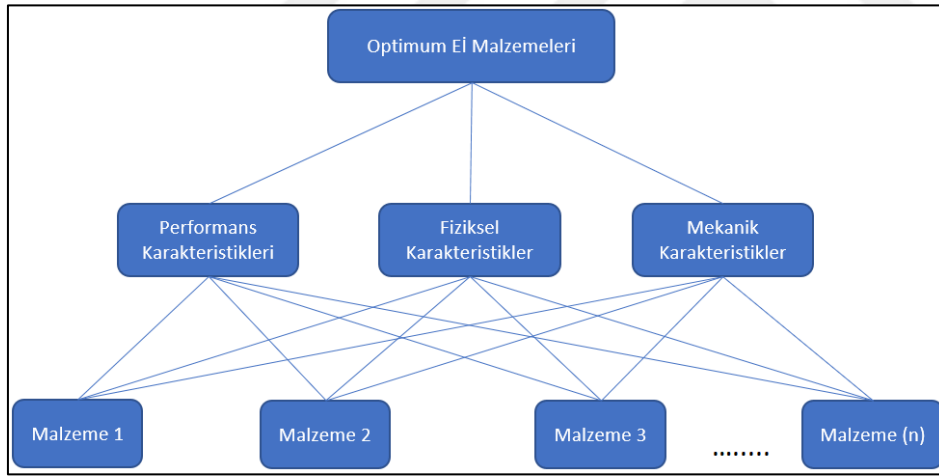 Optimum Eİ Malzemeleri
Performans
Karakteristikleri
Fiziksel
Karakteristikler
Mekanik
Karakteristikler
Malzeme 1
Malzeme 2
Malzeme 3
........
Malzeme (n)